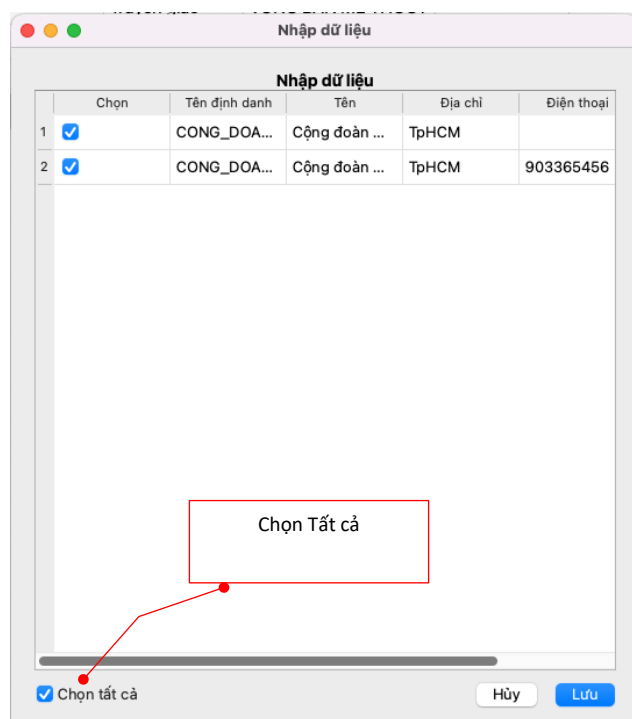 Nhập dữ liệu
Nhập dữ liệu
Chọn Tên định danh Tên Địa chỉ Điện thoại
1 CONG_DOA... Cộng đoàn ... TpHCM
2 CONG_DOA... Cộng đoàn ... TpHCM 903365456
Chọn Tất cả
Chọn tất cả Hủy Lưu